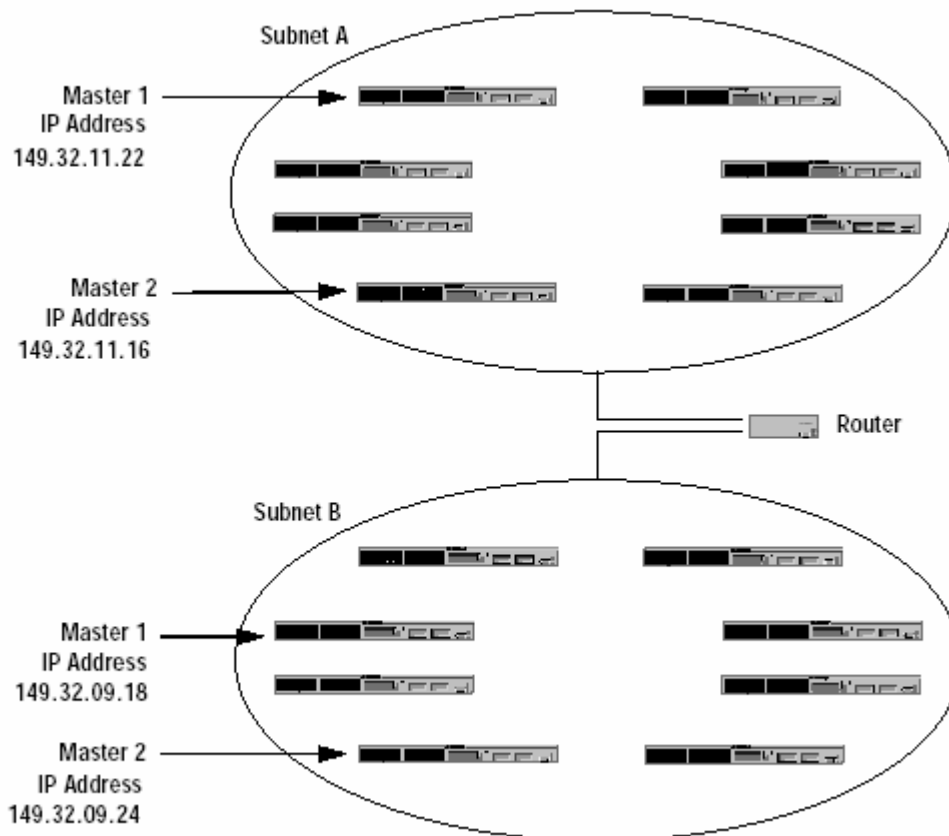 Subnet A
Master 1
IP Address
149.32.11.22
Master 2
IP Address
149.32.11.16
Router
Subnet B
Master 1
IP Address
149.32.09.18
Master 2
IP Address
149.32.09.24